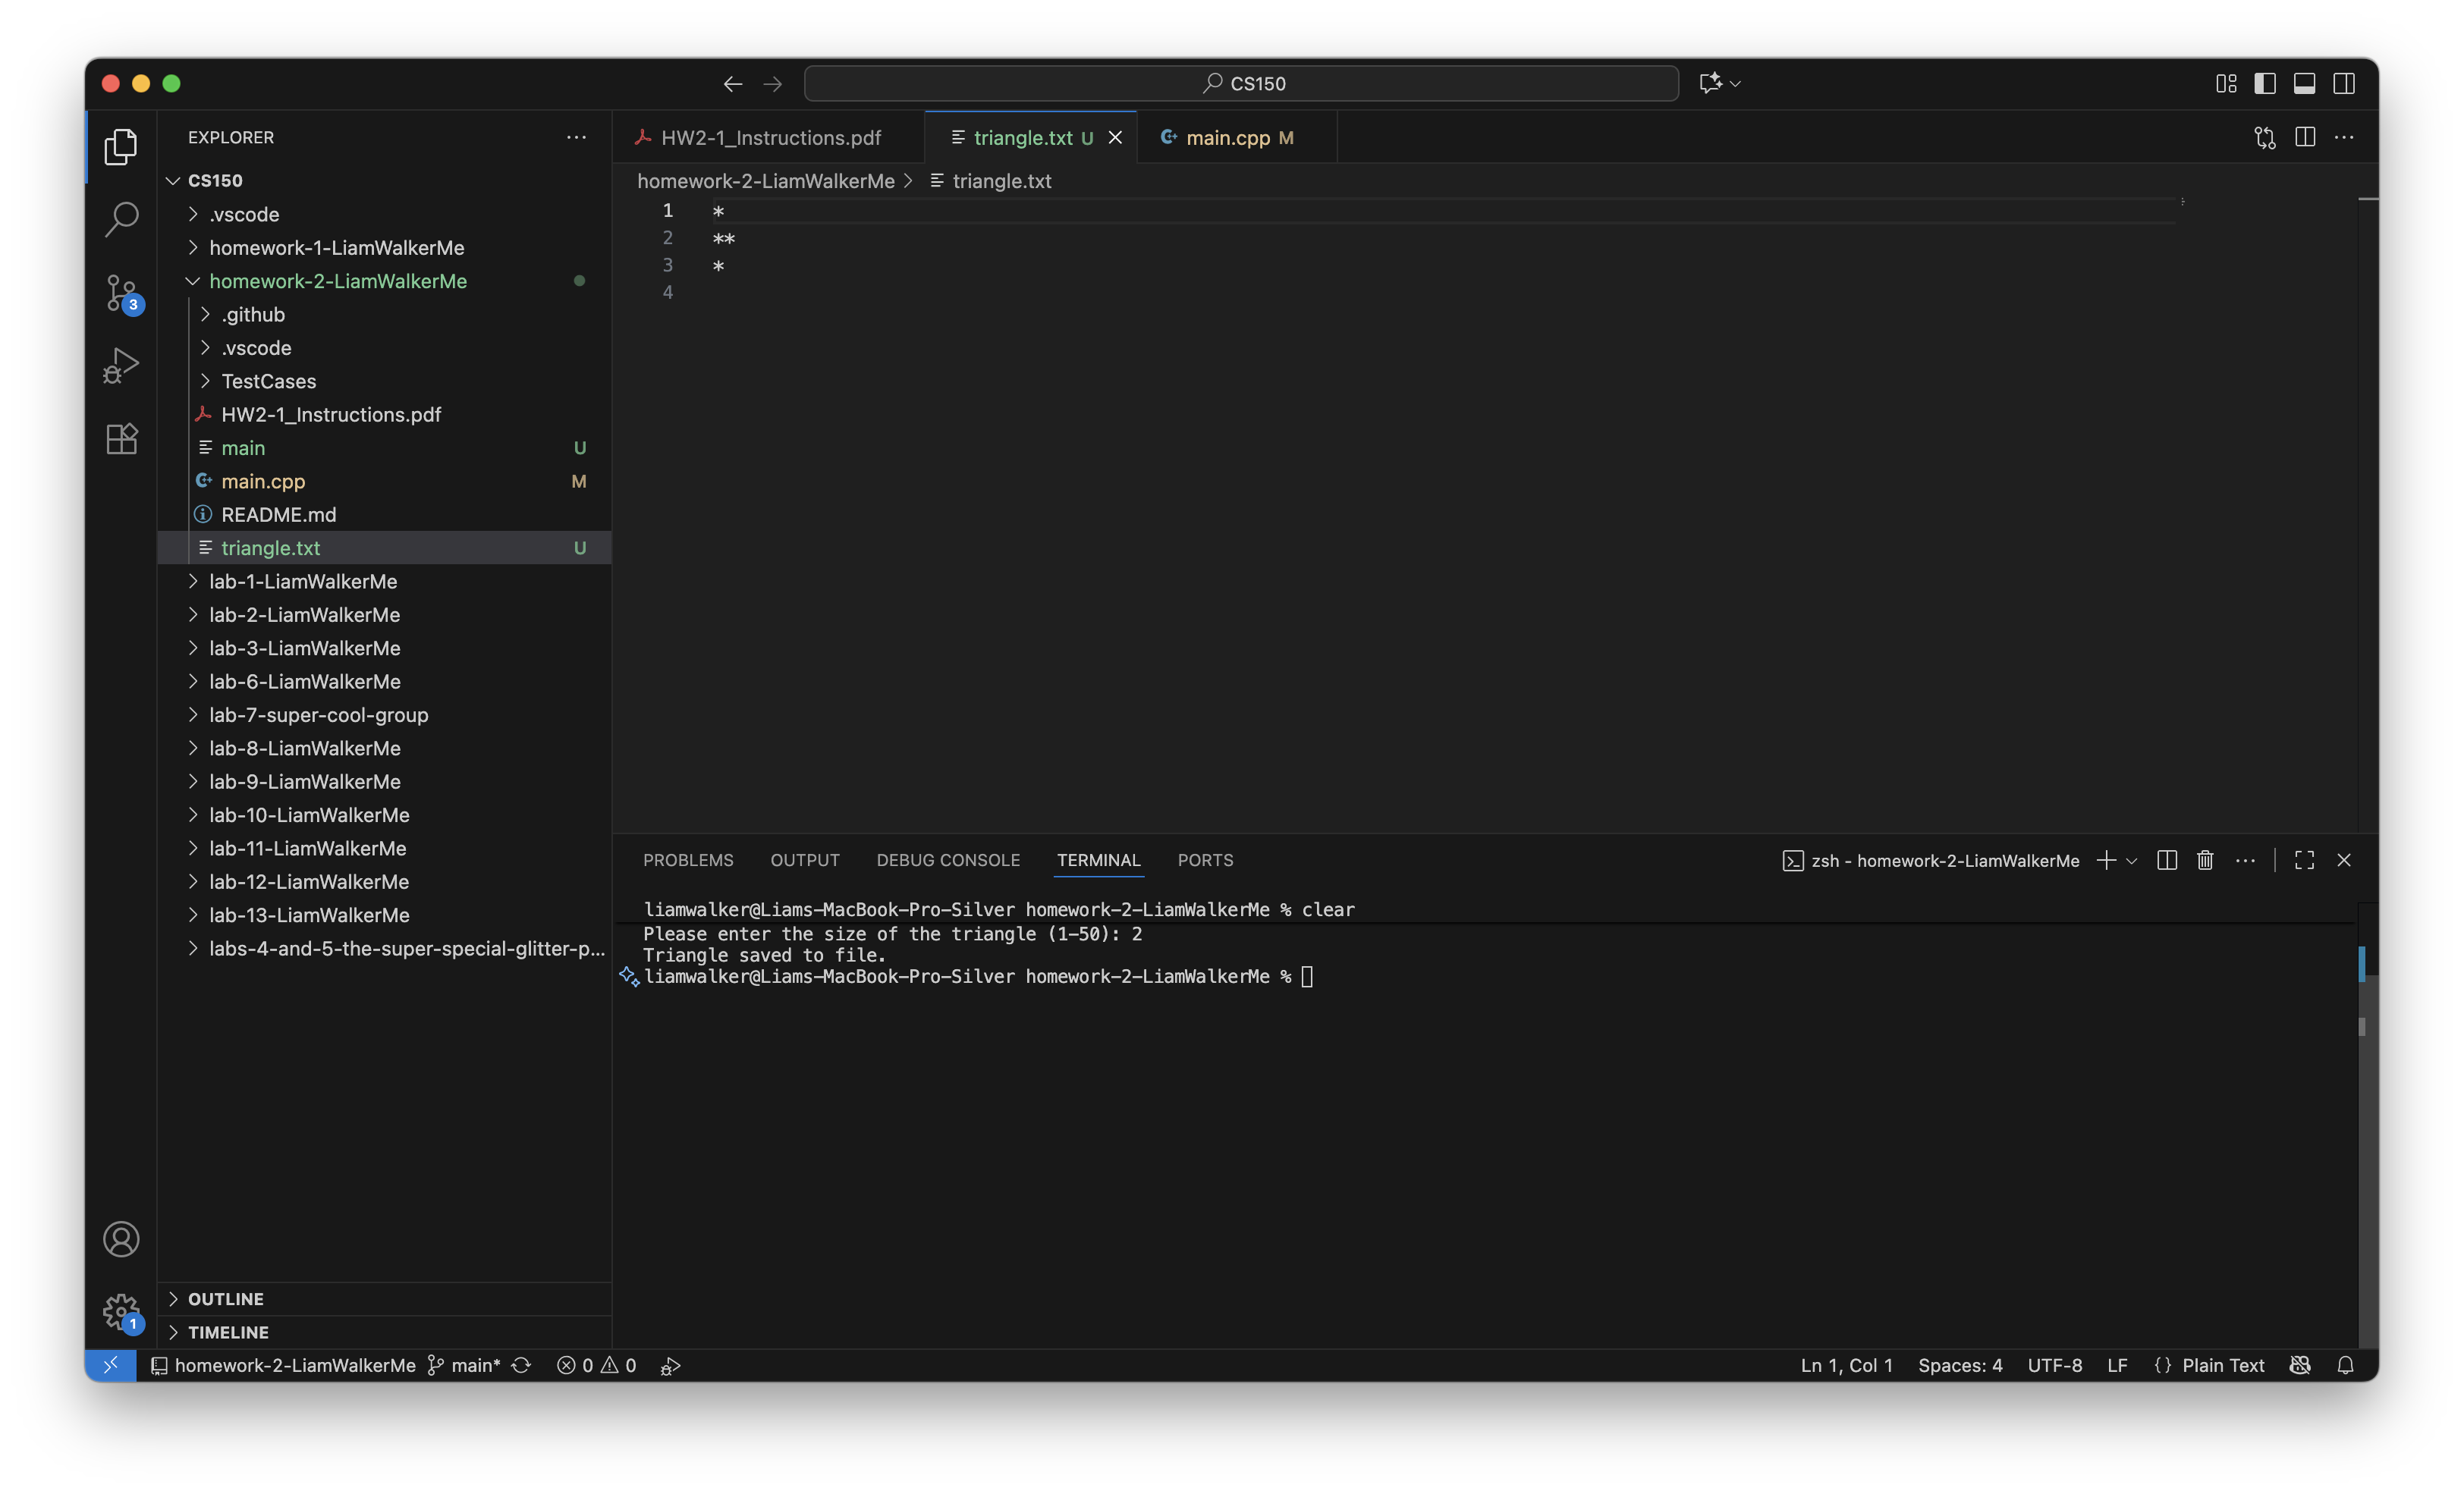 CS150
EXPLORER
CS150
.vscode
homework-1-LiamWalkerMe
homework-2-LiamWalkerMe
.github
.vscode
TestCases
HW2-1_Instructions.pdf
main U
main.cpp M
README.md
triangle.txt U
lab-1-LiamWalkerMe
lab-2-LiamWalkerMe
lab-3-LiamWalkerMe
lab-6-LiamWalkerMe
lab-7-super-cool-group
lab-8-LiamWalkerMe
lab-9-LiamWalkerMe
lab-10-LiamWalkerMe
lab-11-LiamWalkerMe
lab-12-LiamWalkerMe
lab-13-LiamWalkerMe
labs-4-and-5-the-super-special-glitter-p...
OUTLINE
TIMELINE
3
1
HW2-1_Instructions.pdf triangle.txt U main.cpp M
homework-2-LiamWalkerMe > triangle.txt
1 *
2 **
3 *
4
PROBLEMS OUTPUT DEBUG CONSOLE TERMINAL PORTS zsh - homework-2-LiamWalkerMe
liamwalker@Liams-MacBook-Pro-Silver homework-2-LiamWalkerMe % clear
Please enter the size of the triangle (1-50): 2
Triangle saved to file.
liamwalker@Liams-MacBook-Pro-Silver homework-2-LiamWalkerMe %
homework-2-LiamWalkerMe main* 0 0 Ln 1, Col 1 Spaces: 4 UTF-8 LF {} Plain Text